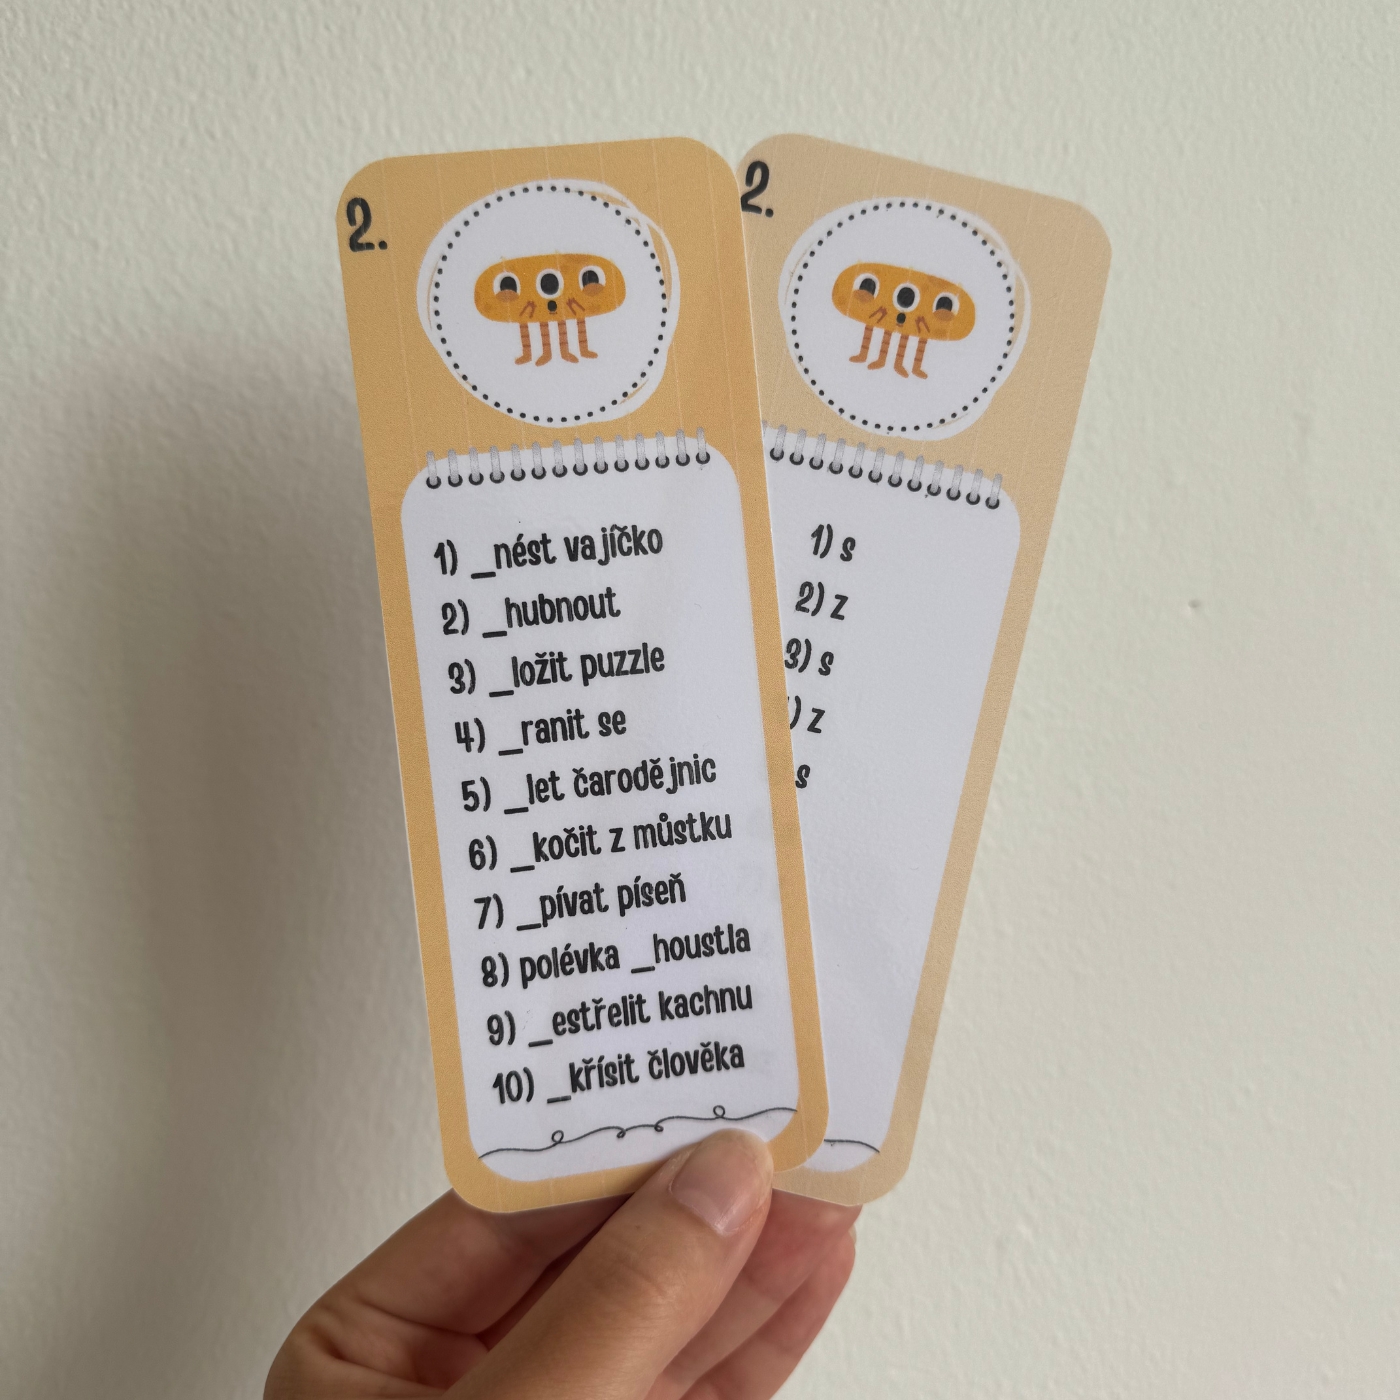 2.
1) _nést vajíčko
2) _hubnout
3) _ložit puzzle
4) _ranit se
5) _let čarodějnic
6) _kočit z můstku
7) _pívat píseň
8) polévka _houstla
9) _estřelit kachnu
10) _křísit člověka
2.
1) s
2) z
3) s
) z
s